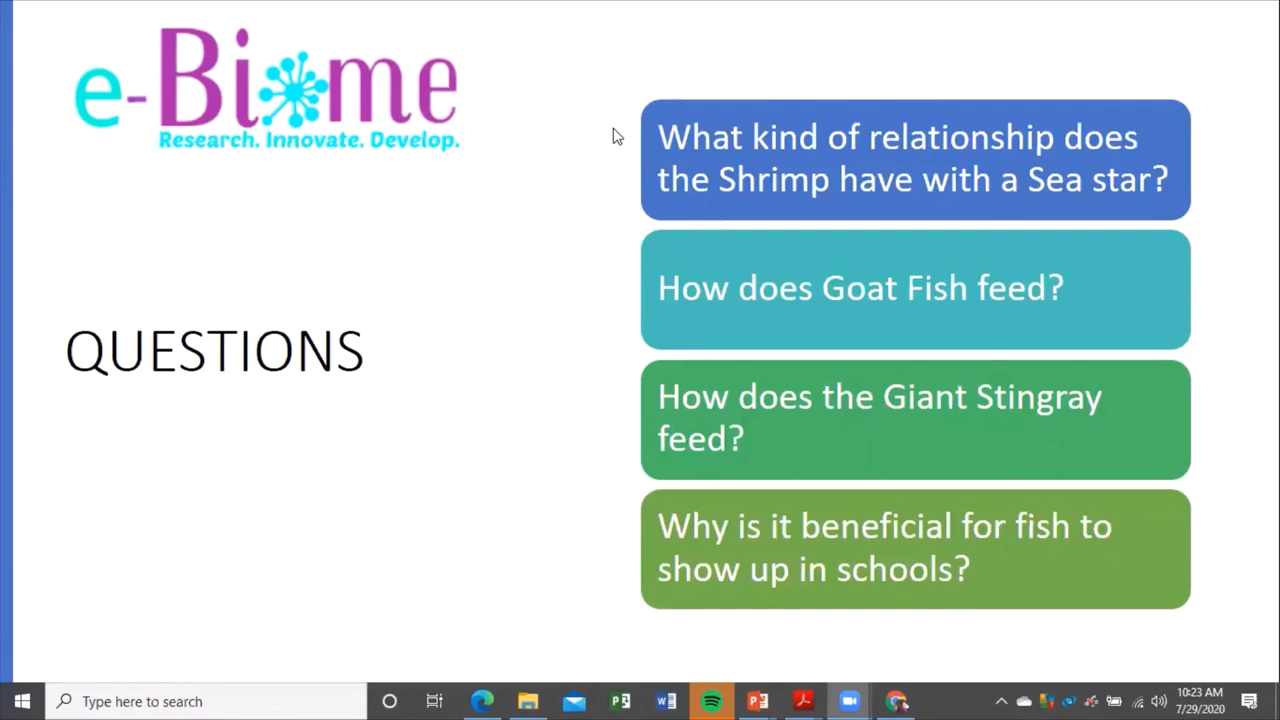 e-Biome
Research. Innovate. Develop.
QUESTIONS
What kind of relationship does
the Shrimp have with a Sea star?
How does Goat Fish feed?
How does the Giant Stingray
feed?
Why is it beneficial for fish to
show up in schools?
Type here to search
10:23 AM
7/29/2020